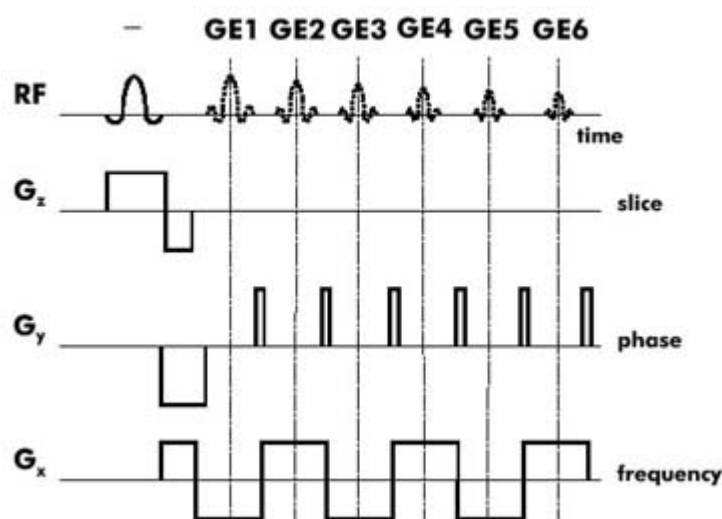 – GE1 GE2 GE3 GE4 GE5 GE6
RF
time
Gz
slice
Gy
phase
Gx
frequency